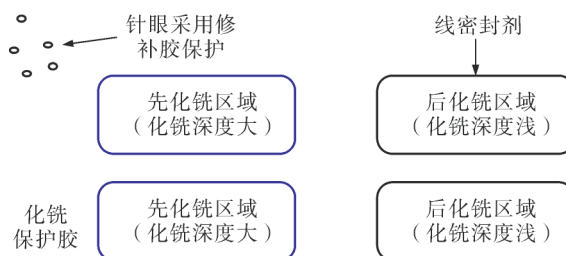 针眼采用修
补胶保护
线密封剂
先化铣区域
（化铣深度大）
后化铣区域
（化铣深度浅）
化铣
保护胶
先化铣区域
（化铣深度大）
后化铣区域
（化铣深度浅）